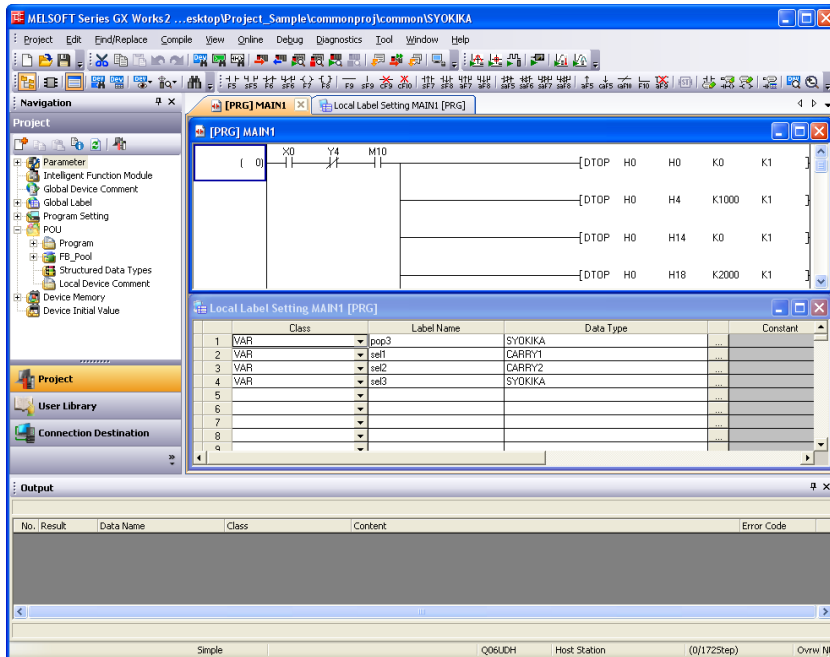 MELSOFT Series GX Works2 ...esktop\Project_Sample\commonproj\common\SYOKIKA
Project Edit Find/Replace Compile View Online Debug Diagnostics Tool Window Help
Navigation
[PRG] MAIN1
Local Label Setting MAIN1 [PRG]
Project
Parameter
Intelligent Function Module
Global Device Comment
Global Label
Program Setting
POU
Program
FB_Pool
Structured Data Types
Local Device Comment
Device Memory
Device Initial Value
Project
User Library
Connection Destination
[PRG] MAIN1
X0 Y4 M10
( 0) [DTOP H0 H0 K0 K1 ]
[DTOP H0 H4 K1000 K1 ]
[DTOP H0 H14 K0 K1 ]
[DTOP H0 H18 K2000 K1 ]
Local Label Setting MAIN1 [PRG]
Class Label Name Data Type Constant
1 VAR pop3 SYOKIKA ...
2 VAR sel1 CARRY1 ...
3 VAR sel2 CARRY2 ...
4 VAR sel3 SYOKIKA ...
5 ...
6 ...
7 ...
8 ...
9
Output
No. Result Data Name Class Content Error Code
Simple Q06UDH Host Station (0/172Step) Ovrw